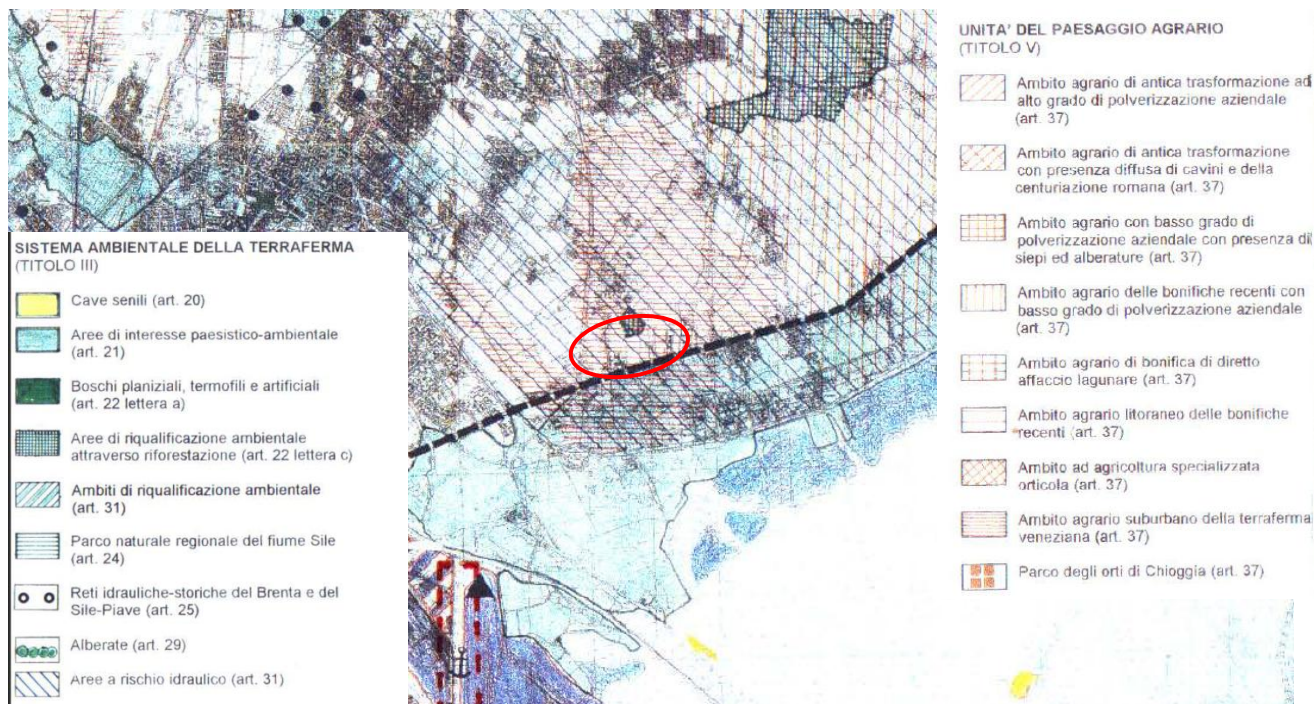 SISTEMA AMBIENTALE DELLA TERRAFERMA
(TITOLO III)
Cave senili (art. 20)
Aree di interesse paesistico-ambientale
(art. 21)
Boschi planiziali, termofili e artificiali
(art. 22 lettera a)
Aree di riqualificazione ambientale
attraverso riforestazione (art. 22 lettera c)
Ambiti di riqualificazione ambientale
(art. 31)
Parco naturale regionale del fiume Sile
(art. 24)
Reti idrauliche-storiche del Brenta e del
Sile-Piave (art. 25)
Alberate (art. 29)
Aree a rischio idraulico (art. 31)
UNITA' DEL PAESAGGIO AGRARIO
(TITOLO V)
Ambito agrario di antica trasformazione ad
alto grado di polverizzazione aziendale
(art. 37)
Ambito agrario di antica trasformazione
con presenza diffusa di cavini e della
centuriazione romana (art. 37)
Ambito agrario con basso grado di
polverizzazione aziendale con presenza di
siepi ed alberature (art. 37)
Ambito agrario delle bonifiche recenti con
basso grado di polverizzazione aziendale
(art. 37)
Ambito agrario di bonifica di diretto
affaccio lagunare (art. 37)
Ambito agrario litoraneo delle bonifiche
recenti (art. 37)
Ambito ad agricoltura specializzata
orticola (art. 37)
Ambito agrario suburbano della terraferma
veneziana (art. 37)
Parco degli orti di Chioggia (art. 37)